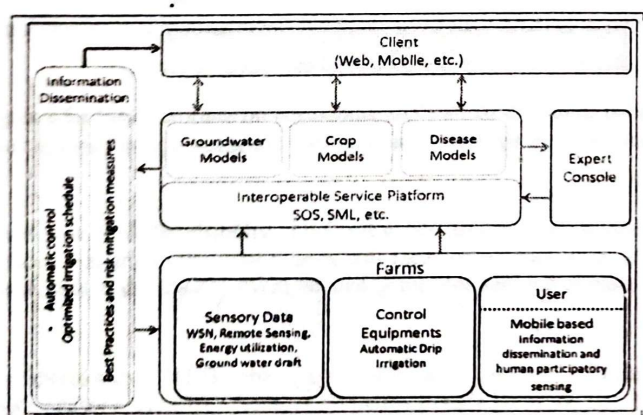 Client
(Web, Mobile, etc.)
Information
Dissemination
• Automatic control
Optimized irrigation schedule
Best Practices and risk mitigation measures
Groundwater
Models
Crop
Models
Disease
Models
Interoperable Service Platform
SOS, SML, etc.
Expert
Console
Farms
Sensory Data
WSN, Remote Sensing,
Energy utilization,
Ground water draft
Control
Equipments
Automatic Drip
Irrigation
User
Mobile based
Information
dissemination and
human participatory
sensing